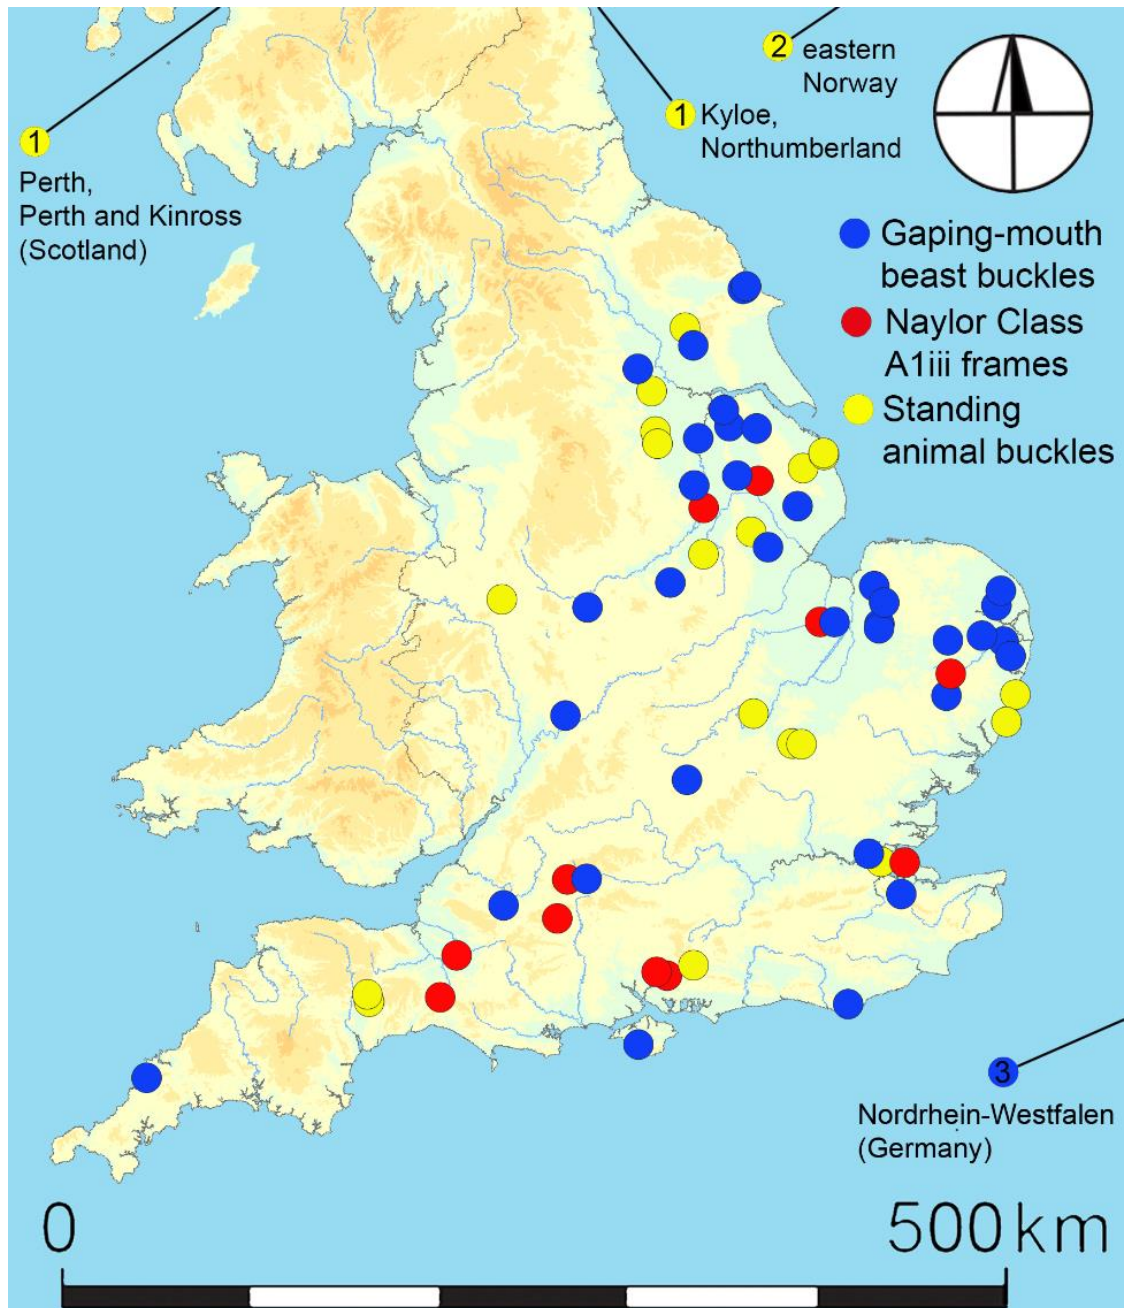 2 eastern
Norway
1
Perth,
Perth and Kinross
(Scotland)
1 Kyloe,
Northumberland
Gaping-mouth
beast buckles
Naylor Class
A1iii frames
Standing
animal buckles
3
Nordrhein-Westfalen
(Germany)
0 500 km